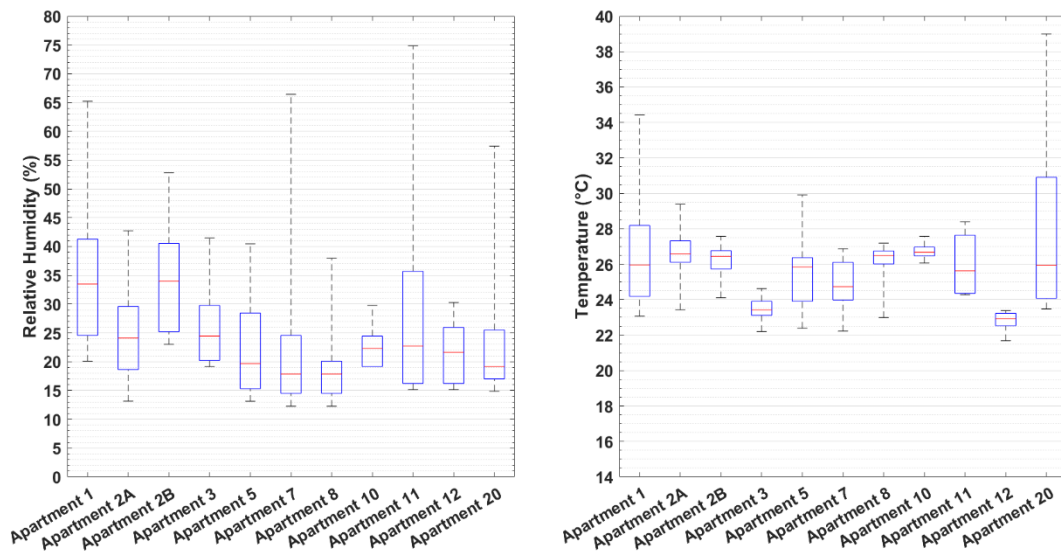 Relative Humidity (%)
80
75
70
65
60
55
50
45
40
35
30
25
20
15
10
5
0
Apartment 1
Apartment 2A
Apartment 2B
Apartment 3
Apartment 5
Apartment 7
Apartment 8
Apartment 10
Apartment 11
Apartment 12
Apartment 20
Temperature (°C)
40
38
36
34
32
30
28
26
24
22
20
18
16
14
Apartment 1
Apartment 2A
Apartment 2B
Apartment 3
Apartment 5
Apartment 7
Apartment 8
Apartment 10
Apartment 11
Apartment 12
Apartment 20